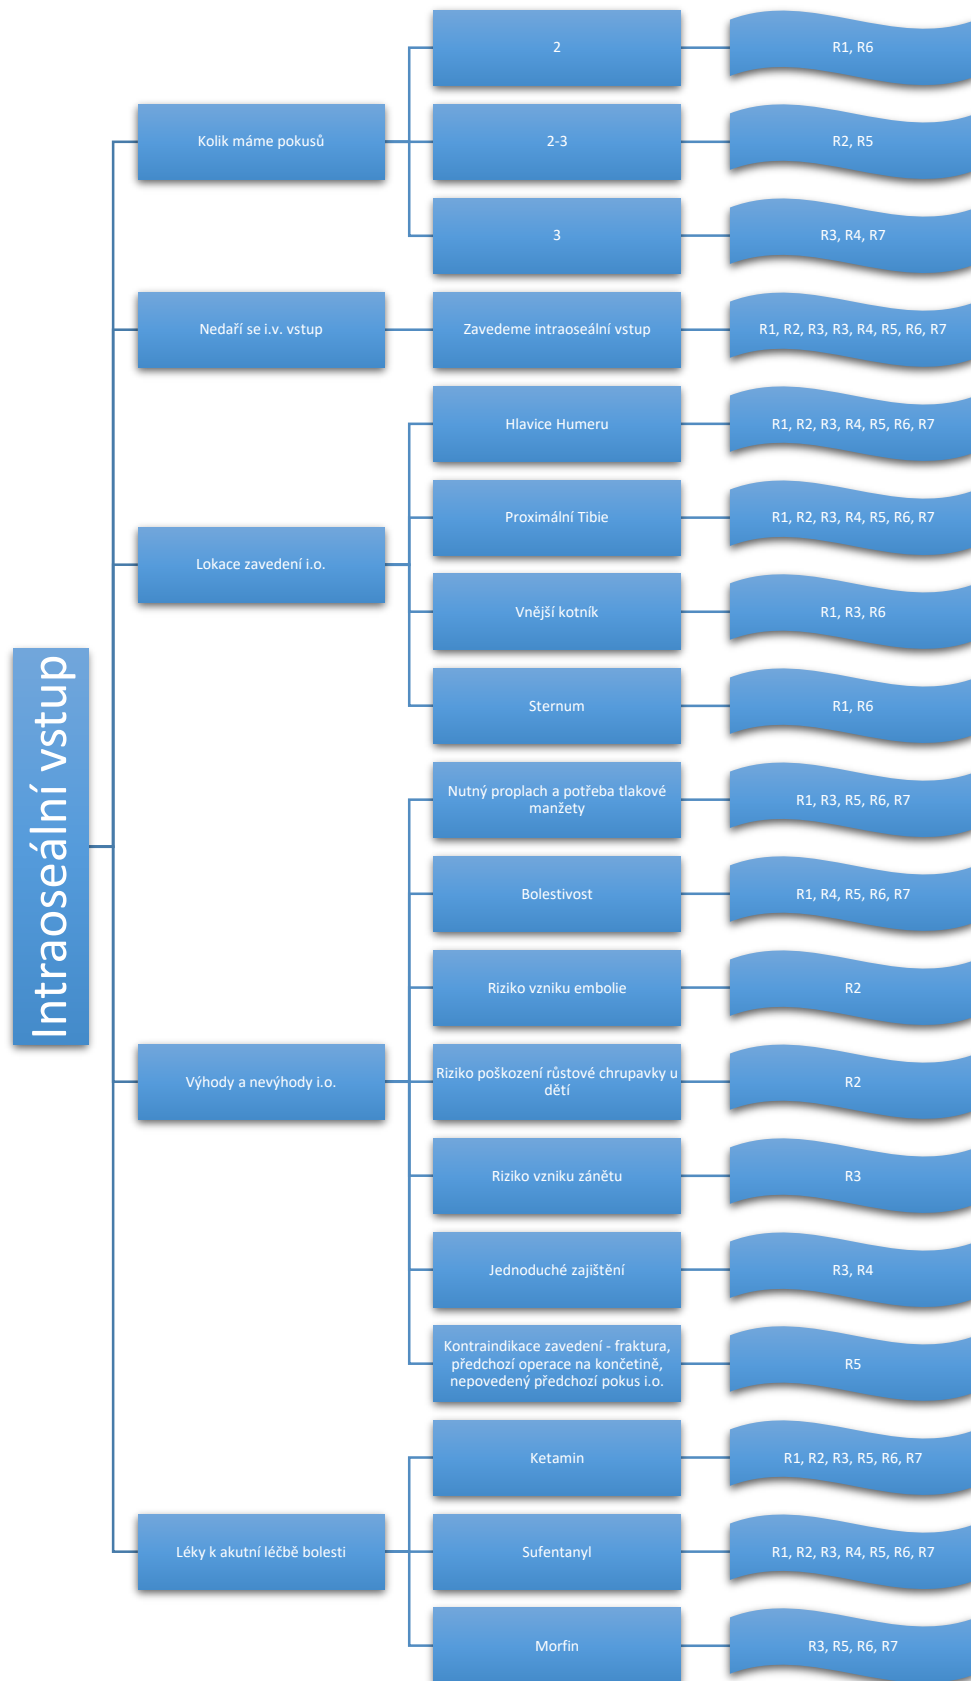 Intraoseální vstup
Kolik máme pokusů
2
R1, R6
2-3
R2, R5
3
R3, R4, R7
Nedaří se i.v. vstup
Zavedeme intraoseální vstup
R1, R2, R3, R3, R4, R5, R6, R7
Lokace zavedení i.o.
Hlavice Humeru
R1, R2, R3, R4, R5, R6, R7
Proximální Tibie
R1, R2, R3, R4, R5, R6, R7
Vnější kotník
R1, R3, R6
Sternum
R1, R6
Výhody a nevýhody i.o.
Nutný proplach a potřeba tlakové
manžety
R1, R3, R5, R6, R7
Bolestivost
R1, R4, R5, R6, R7
Riziko vzniku embolie
R2
Riziko poškození růstové chrupavky u
dětí
R2
Riziko vzniku zánětu
R3
Jednoduché zajištění
R3, R4
Kontraindikace zavedení - fraktura,
předchozí operace na končetině,
nepovedený předchozí pokus i.o.
R5
Léky k akutní léčbě bolesti
Ketamin
R1, R2, R3, R5, R6, R7
Sufentanyl
R1, R2, R3, R4, R5, R6, R7
Morfin
R3, R5, R6, R7